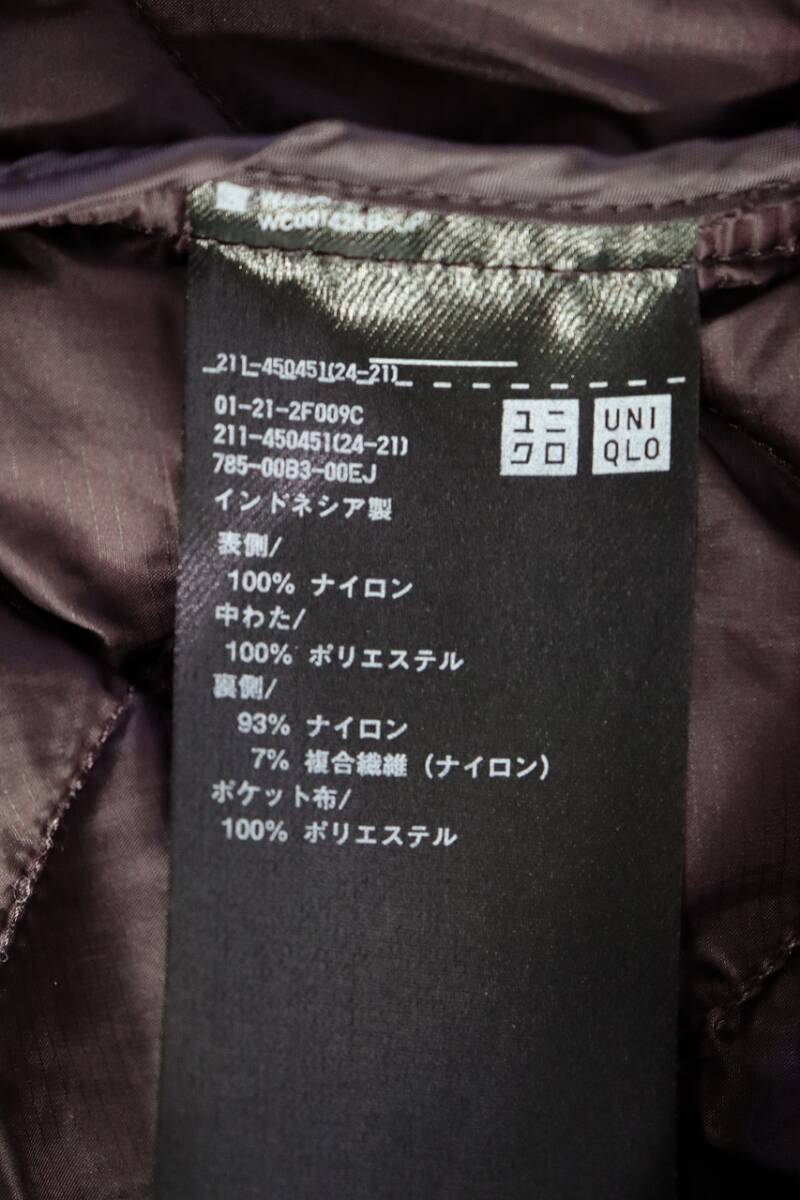 211-450451(24-21)
01-21-2F009C
211-450451(24-21)
785-00B3-00EJ
ユニクロ
UNIQLO
インドネシア製
表側/
100% ナイロン
中わた/
100% ポリエステル
裏側/
93% ナイロン
7% 複合繊維 (ナイロン)
ポケット布/
100% ポリエステル